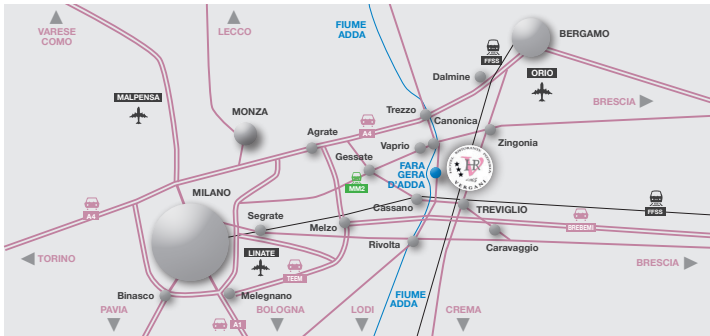 VARESE
COMO
LECCO
FIUME
ADDA
BERGAMO
FFSS
Dalmine
ORIO
MALPENSA
BRESCIA
MONZA
Trezzo
Canonica
A4
Agrate
Vaprio
Zingonia
Gessate
FARA
GERA
D'ADDA
MM2
HR
VERGANI
MILANO
Cassano
TREVIGLIO
FFSS
A4
Segrate
Melzo
BREBEMI
Rivolta
Caravaggio
TORINO
LINATE
TEEM
BRESCIA
Binasco
Melegnano
FIUME
ADDA
PAVIA
A1
BOLOGNA
LODI
CREMA